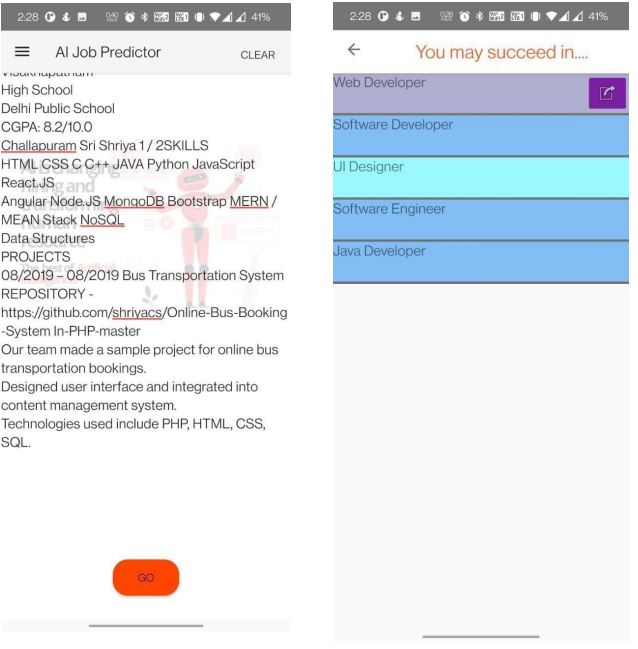 2:28 41%
AI Job Predictor CLEAR
Visakhapatnam
High School
Delhi Public School
CGPA: 8.2/10.0
Challapuram Sri Shriya 1 / 2SKILLS
HTML CSS C C++ JAVA Python JavaScript
React.JS
Angular Node.JS MongoDB Bootstrap MERN /
MEAN Stack NoSQL
Data Structures
PROJECTS
08/2019 – 08/2019 Bus Transportation System
REPOSITORY -
https://github.com/shriyacs/Online-Bus-Booking
-System In-PHP-master
Our team made a sample project for online bus
transportation bookings.
Designed user interface and integrated into
content management system.
Technologies used include PHP, HTML, CSS,
SQL.
GO
2:28 41%
You may succeed in....
Web Developer
Software Developer
UI Designer
Software Engineer
Java Developer